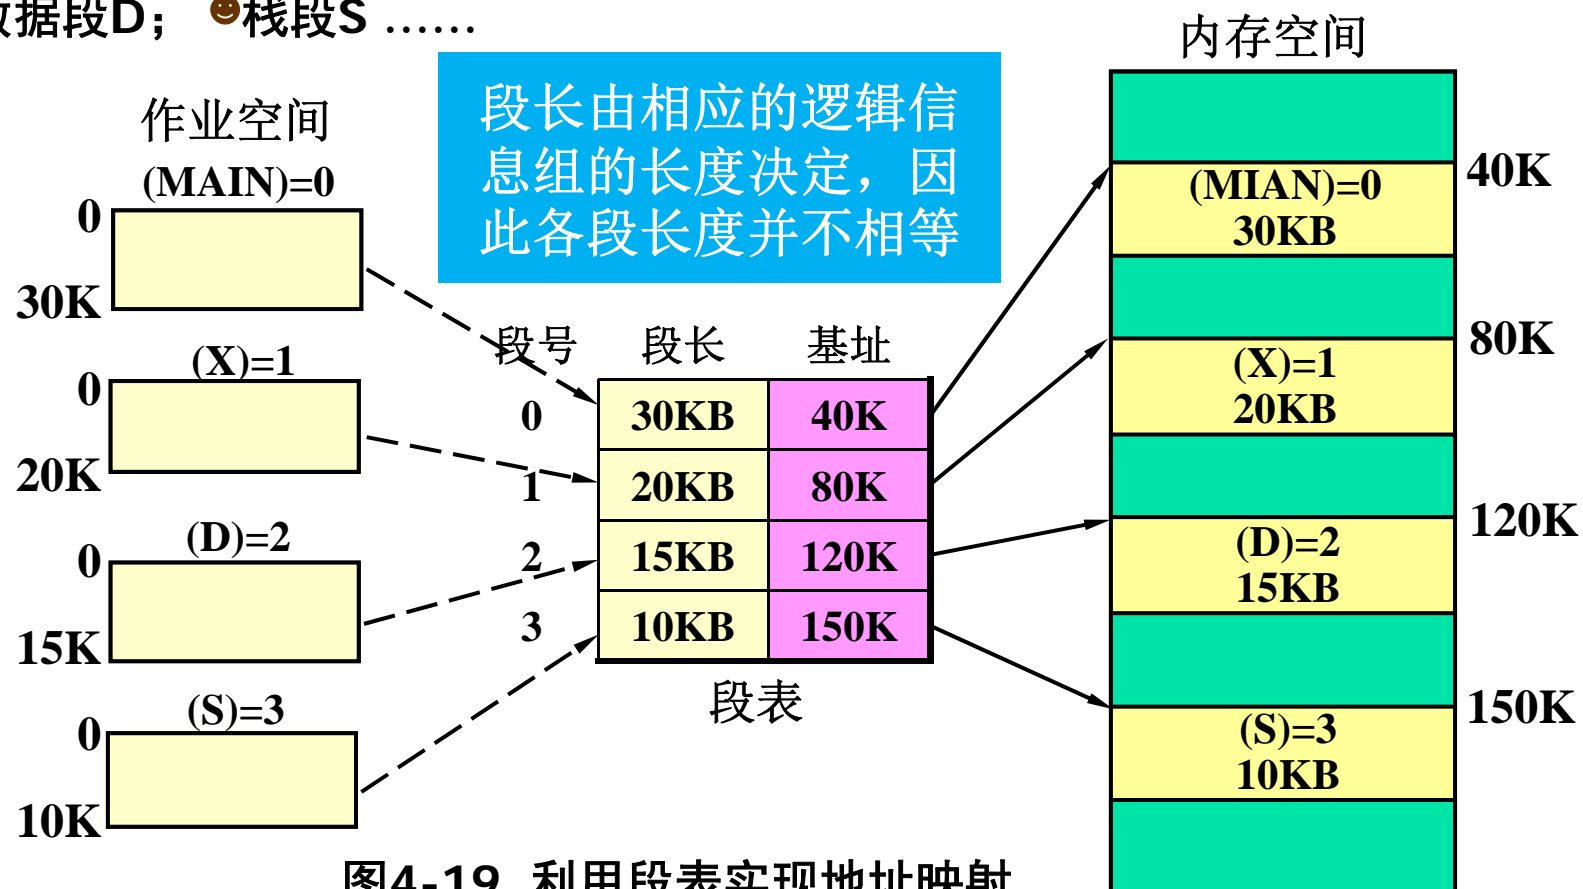 数据段D； 栈段S ……
内存空间
作业空间
段长由相应的逻辑信
息组的长度决定，因
此各段长度并不相等
(MAIN)=0
0
30K
(X)=1
0
20K
(D)=2
0
15K
(S)=3
0
10K
段号 段长 基址
0 30KB 40K
1 20KB 80K
2 15KB 120K
3 10KB 150K
段表
40K
(MIAN)=0
30KB
80K
(X)=1
20KB
120K
(D)=2
15KB
150K
(S)=3
10KB
图4-19 利用段表实现地址映射